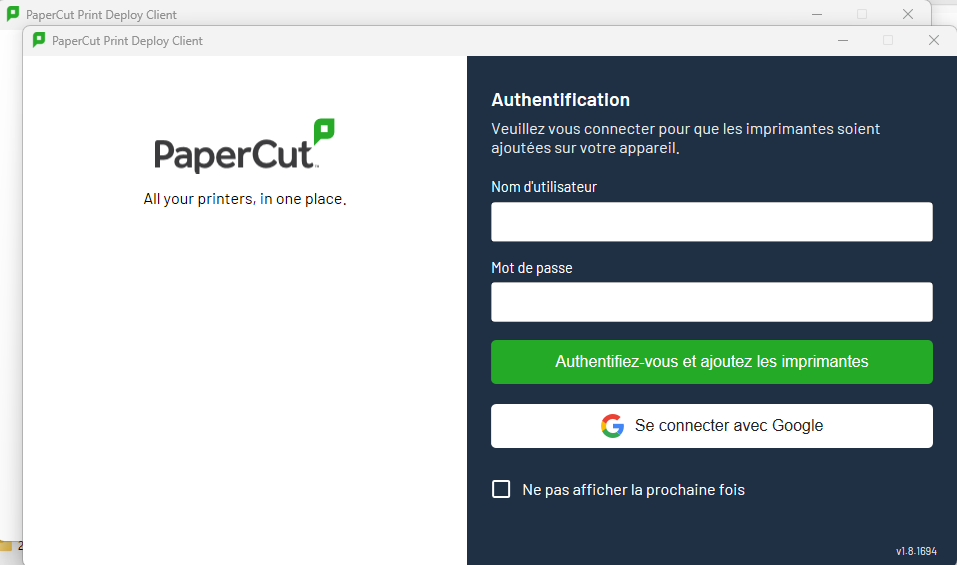 PaperCut Print Deploy Client
PaperCut Print Deploy Client
PaperCut™
All your printers, in one place.
Authentification
Veuillez vous connecter pour que les imprimantes soient
ajoutées sur votre appareil.
Nom d'utilisateur
Mot de passe
Authentifiez-vous et ajoutez les imprimantes
Se connecter avec Google
Ne pas afficher la prochaine fois
v1.8.1694
2